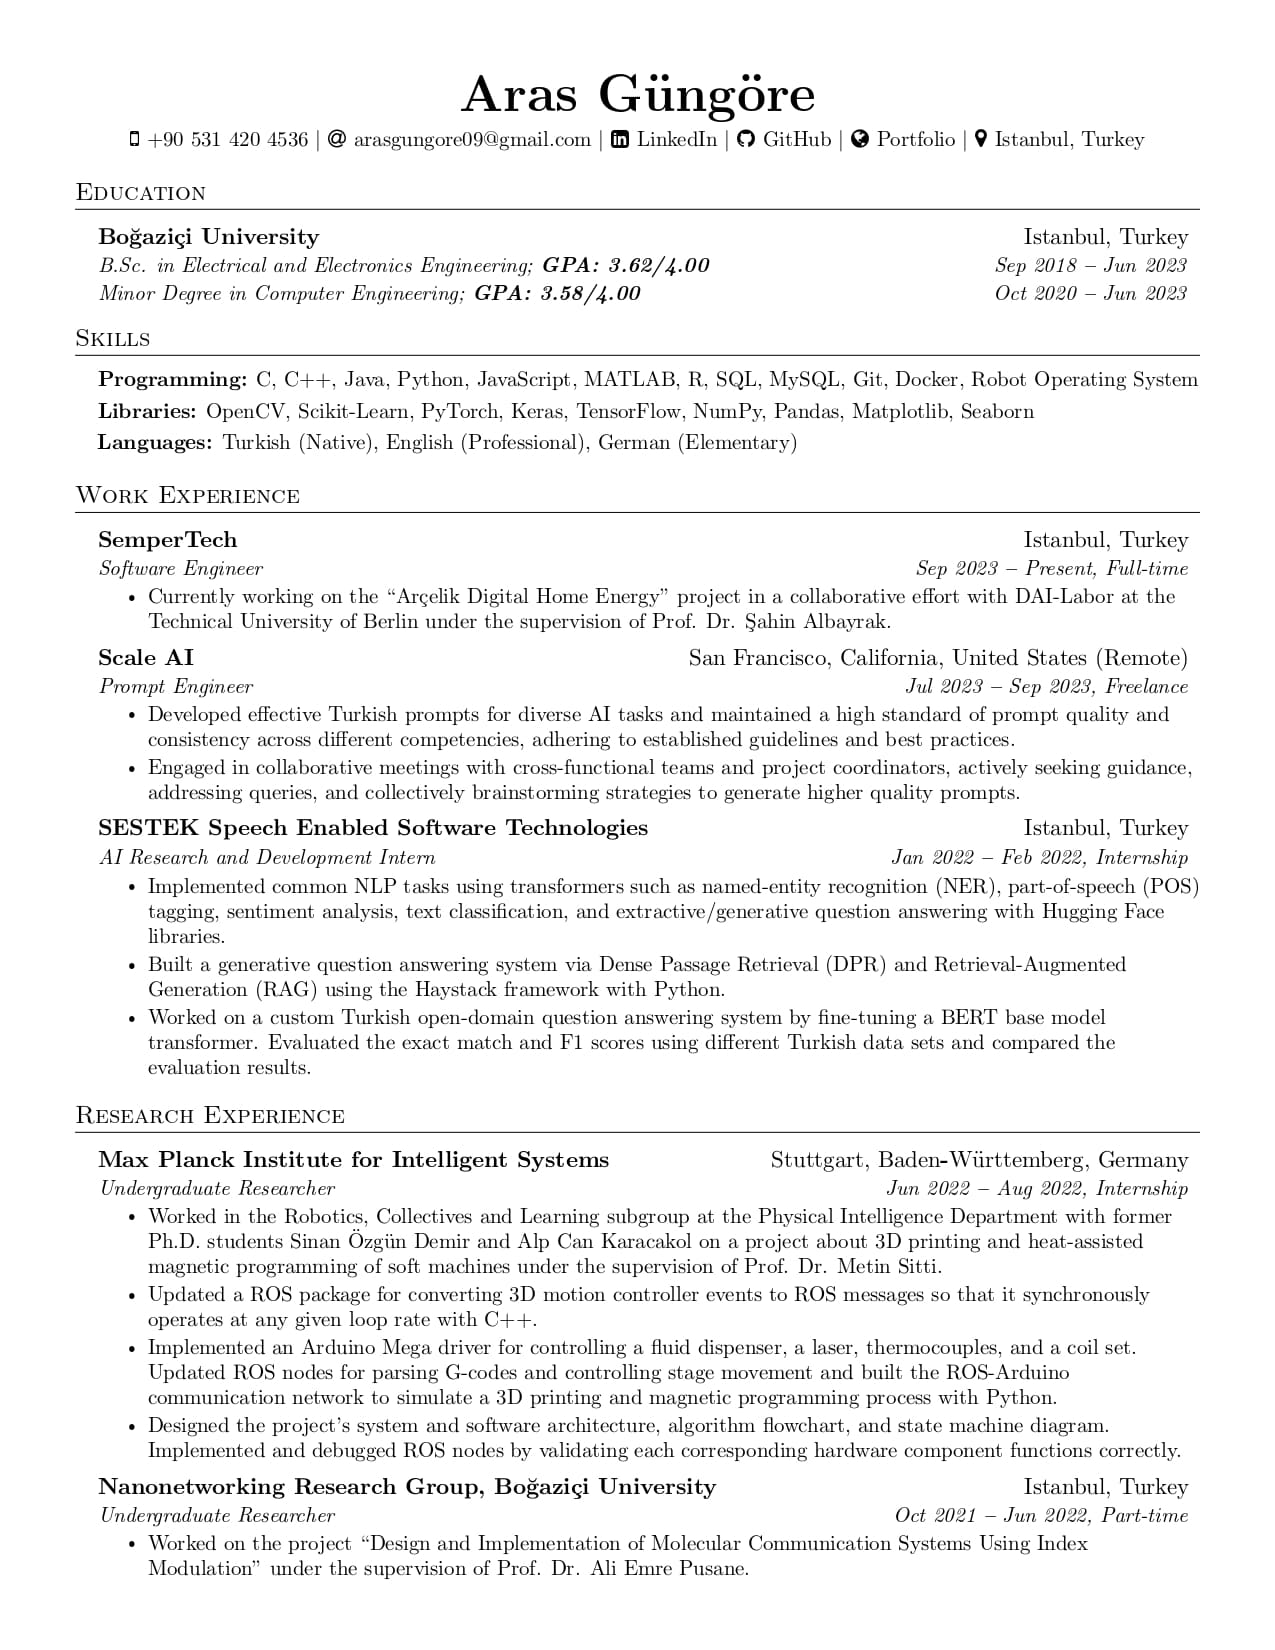 Aras Güngöre
+90 531 420 4536 | arasgungore09@gmail.com | LinkedIn | GitHub | Portfolio | Istanbul, Turkey
Education
Boğaziçi University Istanbul, Turkey
B.Sc. in Electrical and Electronics Engineering; GPA: 3.62/4.00 Sep 2018 – Jun 2023
Minor Degree in Computer Engineering; GPA: 3.58/4.00 Oct 2020 – Jun 2023
Skills
Programming: C, C++, Java, Python, JavaScript, MATLAB, R, SQL, MySQL, Git, Docker, Robot Operating System
Libraries: OpenCV, Scikit-Learn, PyTorch, Keras, TensorFlow, NumPy, Pandas, Matplotlib, Seaborn
Languages: Turkish (Native), English (Professional), German (Elementary)
Work Experience
SemperTech Istanbul, Turkey
Software Engineer Sep 2023 – Present, Full-time
• Currently working on the “Arçelik Digital Home Energy” project in a collaborative effort with DAI-Labor at the
Technical University of Berlin under the supervision of Prof. Dr. Şahin Albayrak.
Scale AI San Francisco, California, United States (Remote)
Prompt Engineer Jul 2023 – Sep 2023, Freelance
• Developed effective Turkish prompts for diverse AI tasks and maintained a high standard of prompt quality and
consistency across different competencies, adhering to established guidelines and best practices.
• Engaged in collaborative meetings with cross-functional teams and project coordinators, actively seeking guidance,
addressing queries, and collectively brainstorming strategies to generate higher quality prompts.
SESTEK Speech Enabled Software Technologies Istanbul, Turkey
AI Research and Development Intern Jan 2022 – Feb 2022, Internship
• Implemented common NLP tasks using transformers such as named-entity recognition (NER), part-of-speech (POS)
tagging, sentiment analysis, text classification, and extractive/generative question answering with Hugging Face
libraries.
• Built a generative question answering system via Dense Passage Retrieval (DPR) and Retrieval-Augmented
Generation (RAG) using the Haystack framework with Python.
• Worked on a custom Turkish open-domain question answering system by fine-tuning a BERT base model
transformer. Evaluated the exact match and F1 scores using different Turkish data sets and compared the
evaluation results.
Research Experience
Max Planck Institute for Intelligent Systems Stuttgart, Baden-Württemberg, Germany
Undergraduate Researcher Jun 2022 – Aug 2022, Internship
• Worked in the Robotics, Collectives and Learning subgroup at the Physical Intelligence Department with former
Ph.D. students Sinan Özgün Demir and Alp Can Karacakol on a project about 3D printing and heat-assisted
magnetic programming of soft machines under the supervision of Prof. Dr. Metin Sitti.
• Updated a ROS package for converting 3D motion controller events to ROS messages so that it synchronously
operates at any given loop rate with C++.
• Implemented an Arduino Mega driver for controlling a fluid dispenser, a laser, thermocouples, and a coil set.
Updated ROS nodes for parsing G-codes and controlling stage movement and built the ROS-Arduino
communication network to simulate a 3D printing and magnetic programming process with Python.
• Designed the project's system and software architecture, algorithm flowchart, and state machine diagram.
Implemented and debugged ROS nodes by validating each corresponding hardware component functions correctly.
Nanonetworking Research Group, Boğaziçi University Istanbul, Turkey
Undergraduate Researcher Oct 2021 – Jun 2022, Part-time
• Worked on the project “Design and Implementation of Molecular Communication Systems Using Index
Modulation” under the supervision of Prof. Dr. Ali Emre Pusane.